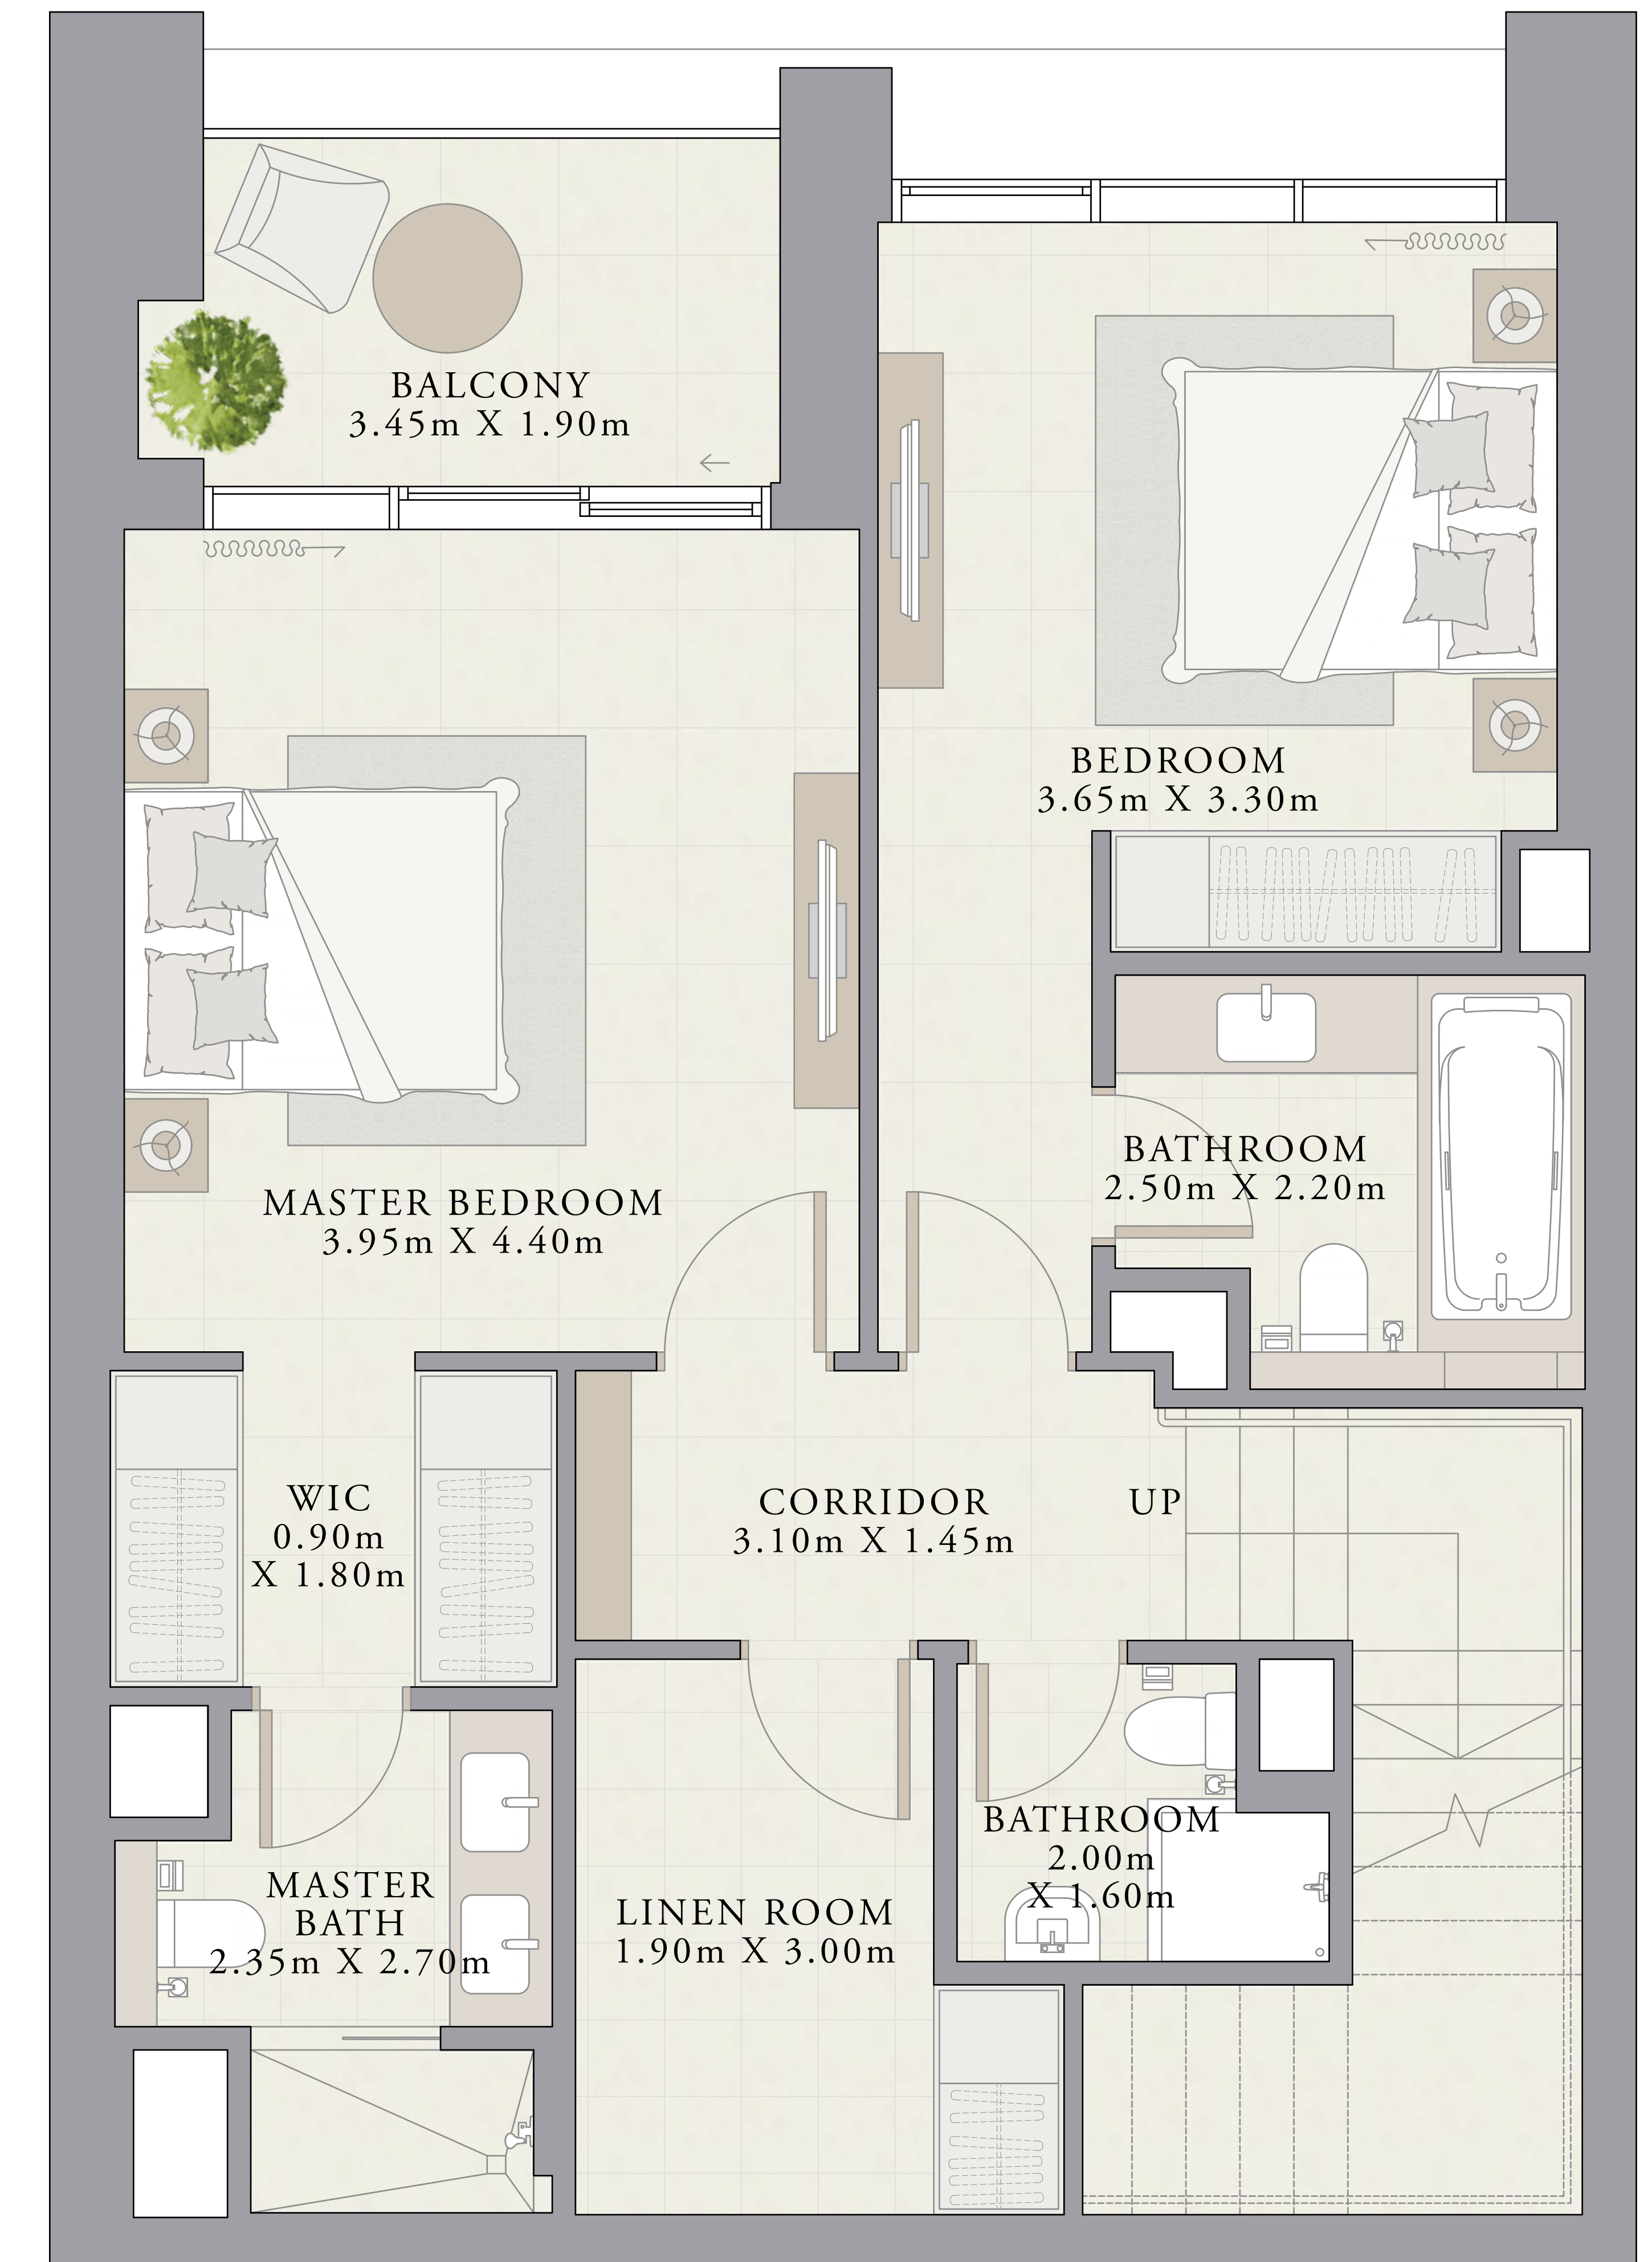 BALCONY
3.45m X 1.90m
BEDROOM
3.65m X 3.30m
BATHROOM
2.50m X 2.20m
MASTER BEDROOM
3.95m X 4.40m
WIC
0.90m
X 1.80m
CORRIDOR
3.10m X 1.45m
UP
MASTER
BATH
2.35m X 2.70m
LINEN ROOM
1.90m X 3.00m
BATHROOM
2.00m
X 1.60m